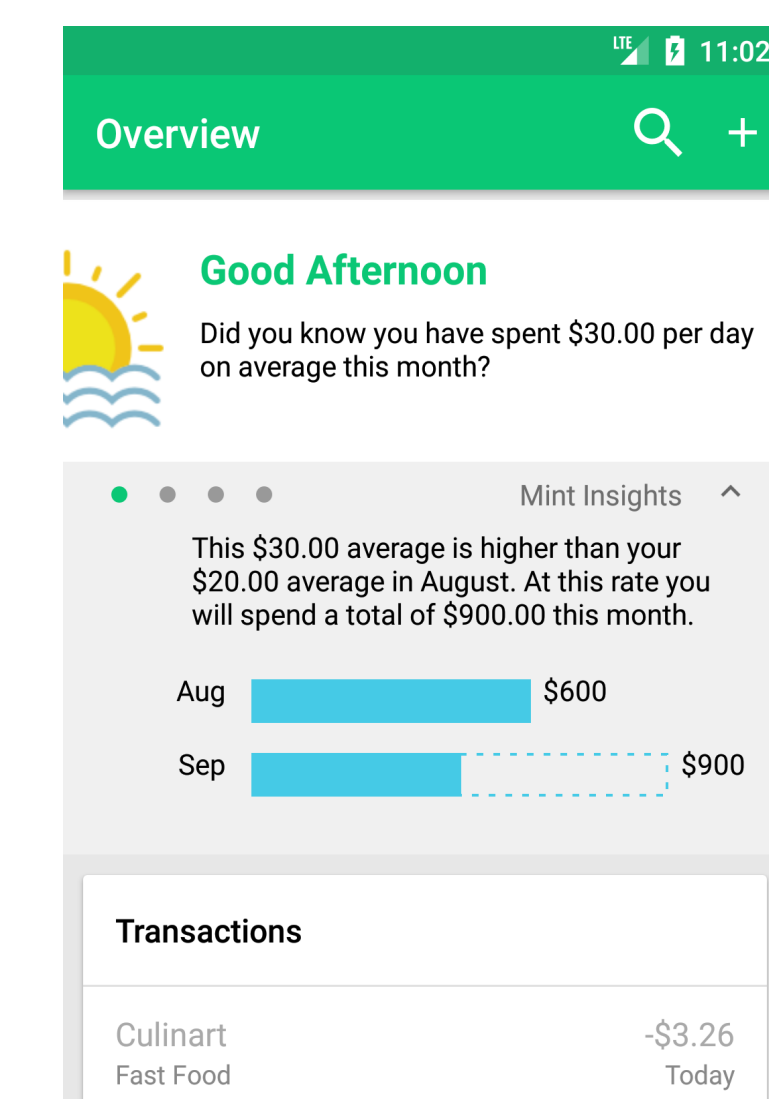 LTE 11:02
Overview
Good Afternoon
Did you know you have spent $30.00 per day
on average this month?
Mint Insights
This $30.00 average is higher than your
$20.00 average in August. At this rate you
will spend a total of $900.00 this month.
Aug $600
Sep $900
Transactions
Culinart -$3.26
Fast Food Today